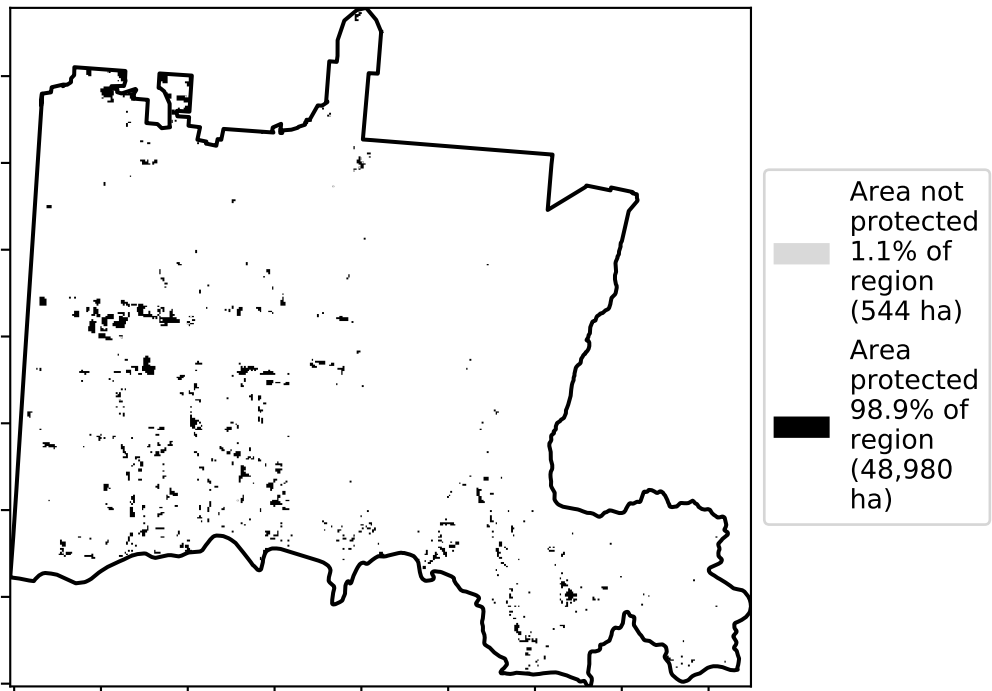 Area not
protected
1.1% of
region
(544 ha)
Area
protected
98.9% of
region
(48,980
ha)